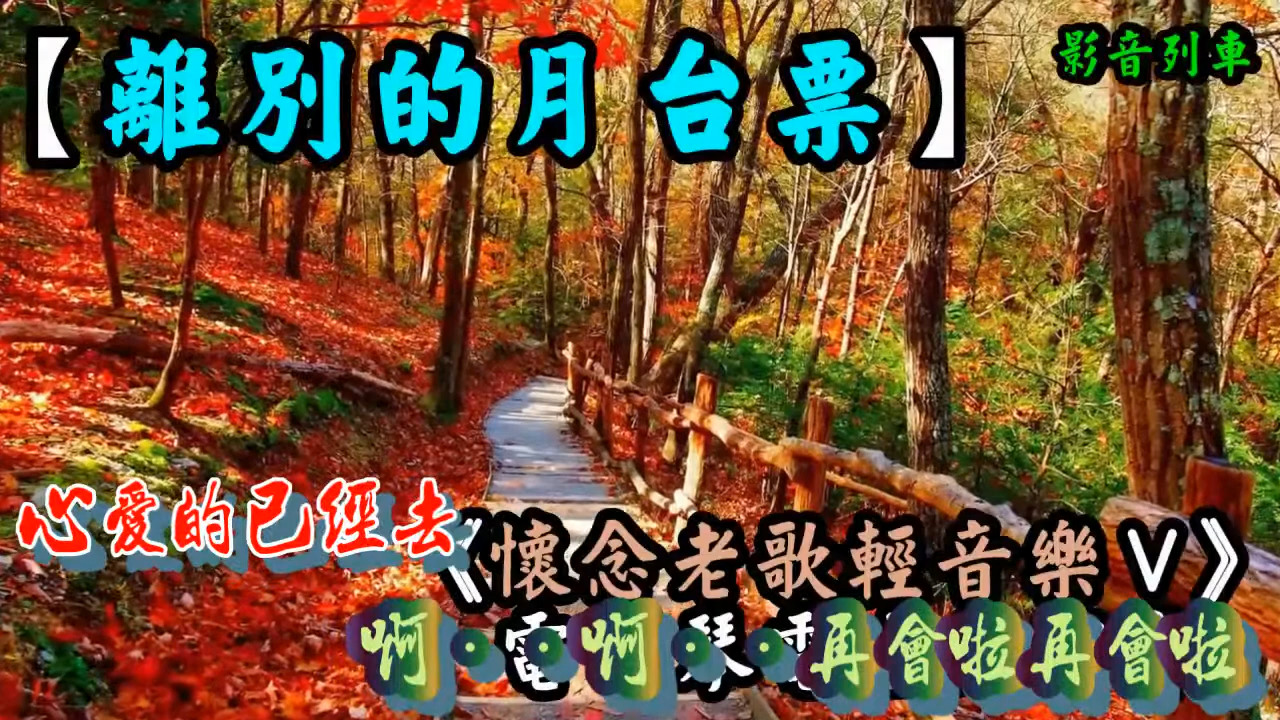 【離別的月台票】
影音列車
心愛的已經去
《懷念老歌輕音樂V》
啊‧‧啊‧‧再會啦再會啦